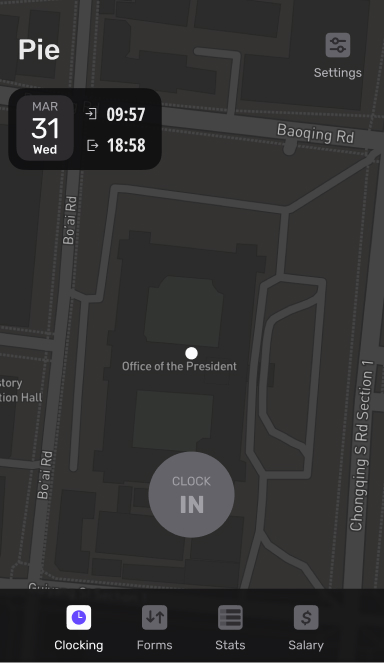 Pie
Settings
MAR
31
Wed
09:57
18:58
Baoqing Rd
Bo'ai Rd
Office of the President
story
tion Hall
Chongqing S Rd Section 1
Bo'ai Rd
CLOCK
IN
Clocking
Forms
Stats
Salary